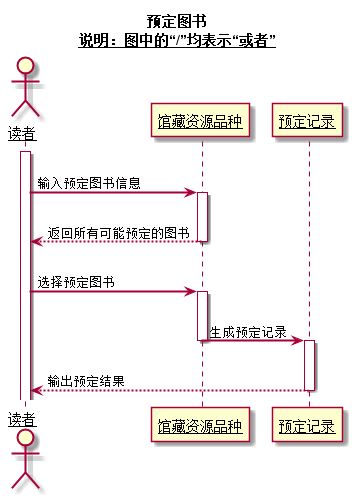 预定图书
说明：图中的“/”均表示“或者”
读者
馆藏资源品种
预定记录
输入预定图书信息
返回所有可能预定的图书
选择预定图书
生成预定记录
输出预定结果
读者
馆藏资源品种
预定记录